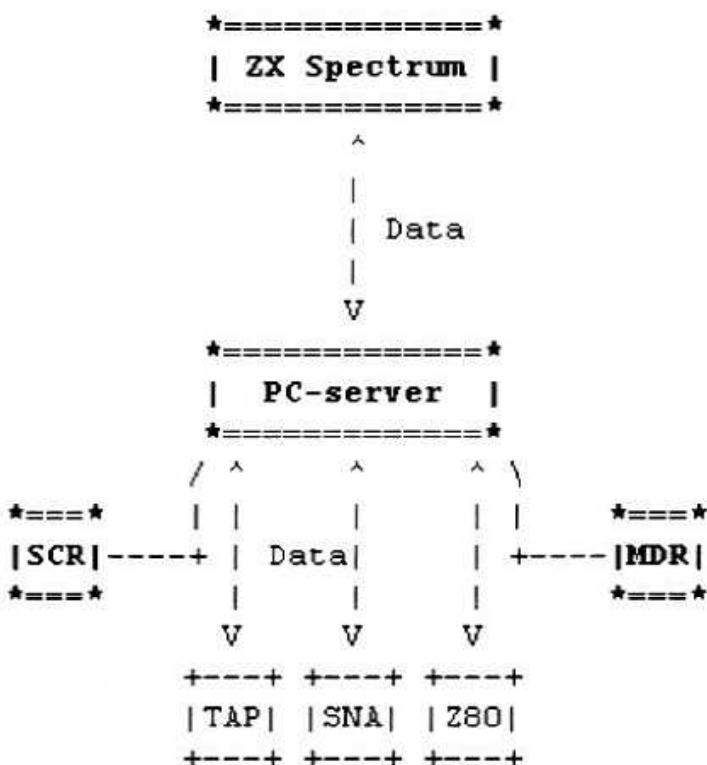 *=============*
| ZX Spectrum |
*=============*
^
|
| Data
|
V
*=============*
| PC-server |
*=============*
/ ^ ^ ^ \
*===* | | | | | *===*
|SCR|----+ | Data| | +----|MDR|
*===* | | | *===*
V V V
+---+ +---+ +---+
|TAP| |SNA| |Z80|
+---+ +---+ +---+